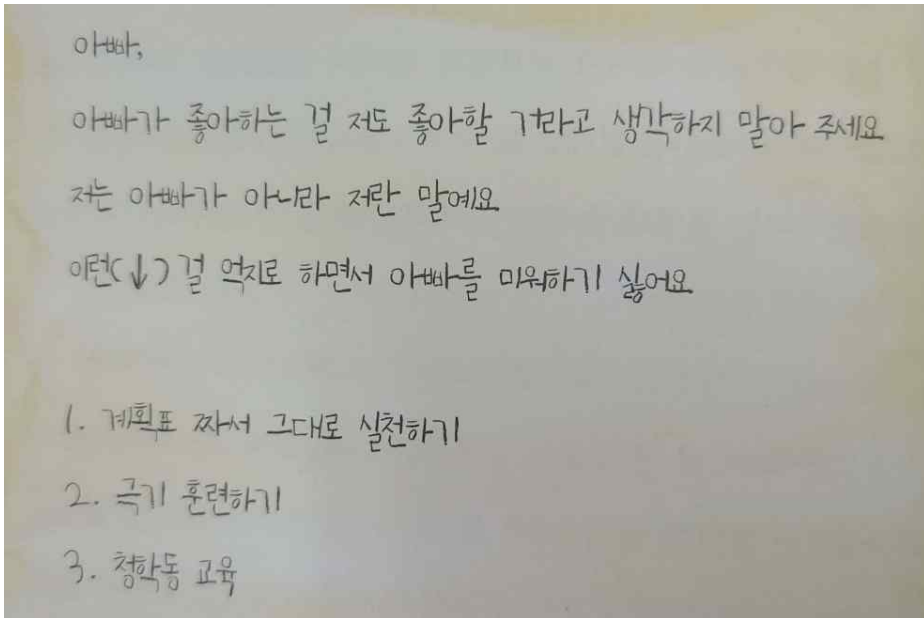 아빠,
아빠가 좋아하는 걸 저도 좋아할 거라고 생각하지 말아 주세요
저는 아빠가 아니라 저란 말예요
이런(↓) 걸 억지로 하면서 아빠를 미워하기 싫어요
1. 계획표 짜서 그대로 실천하기
2. 극기 훈련하기
3. 청학동 교육